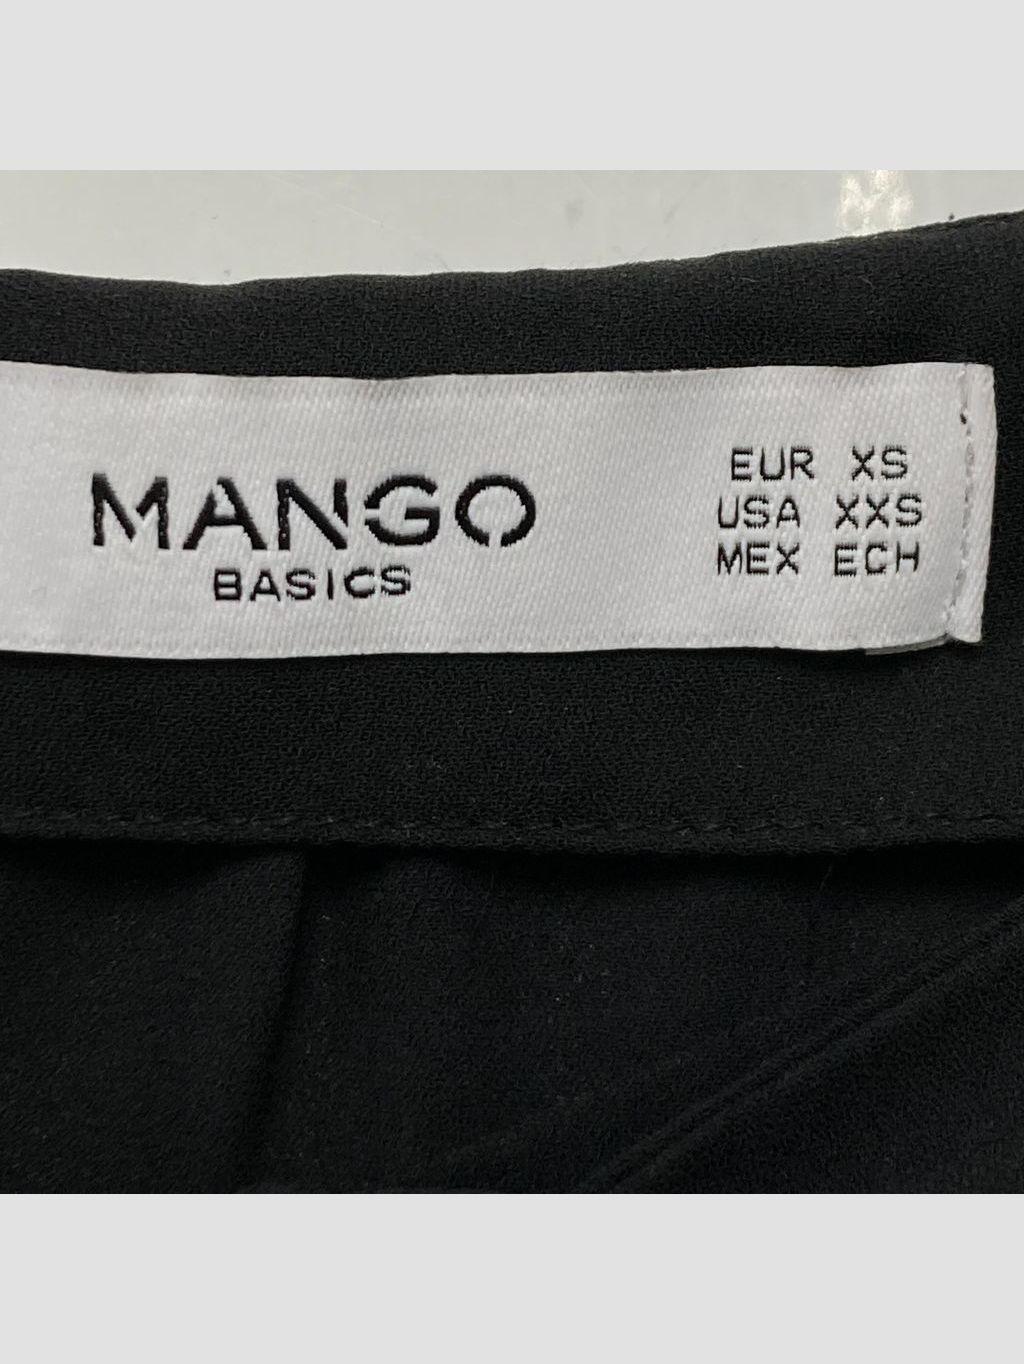 MANGO
BASICS
EUR XS
USA XXS
MEX ECH